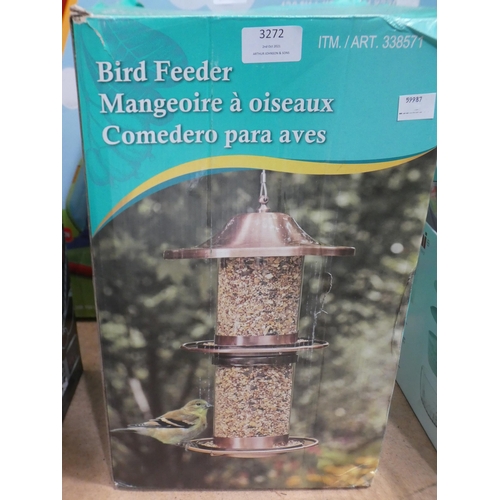 3272
ITM. / ART. 338571
59987
Bird Feeder
Mangeoire à oiseaux
Comedero para aves